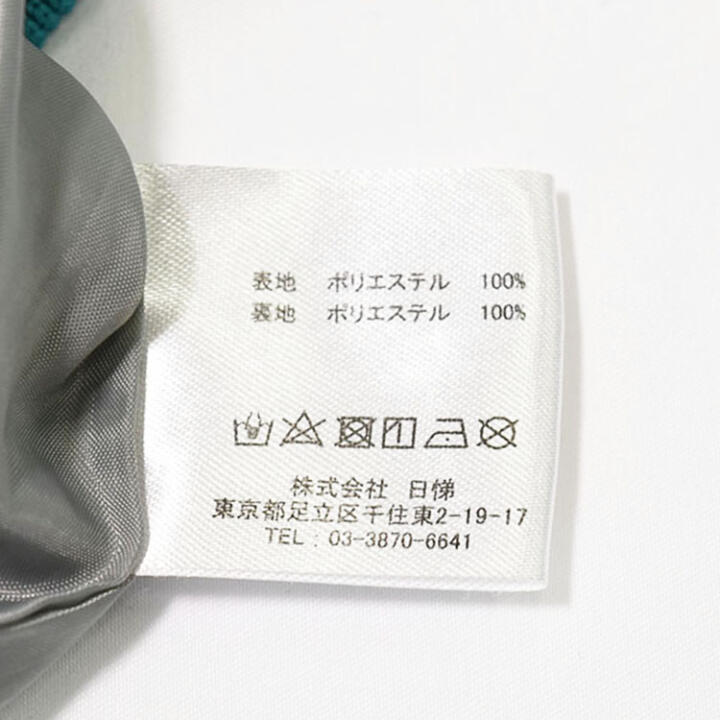 表地 ポリエステル 100%
裏地 ポリエステル 100%
株式会社 日悌
東京都足立区千住東2-19-17
TEL : 03-3870-6641